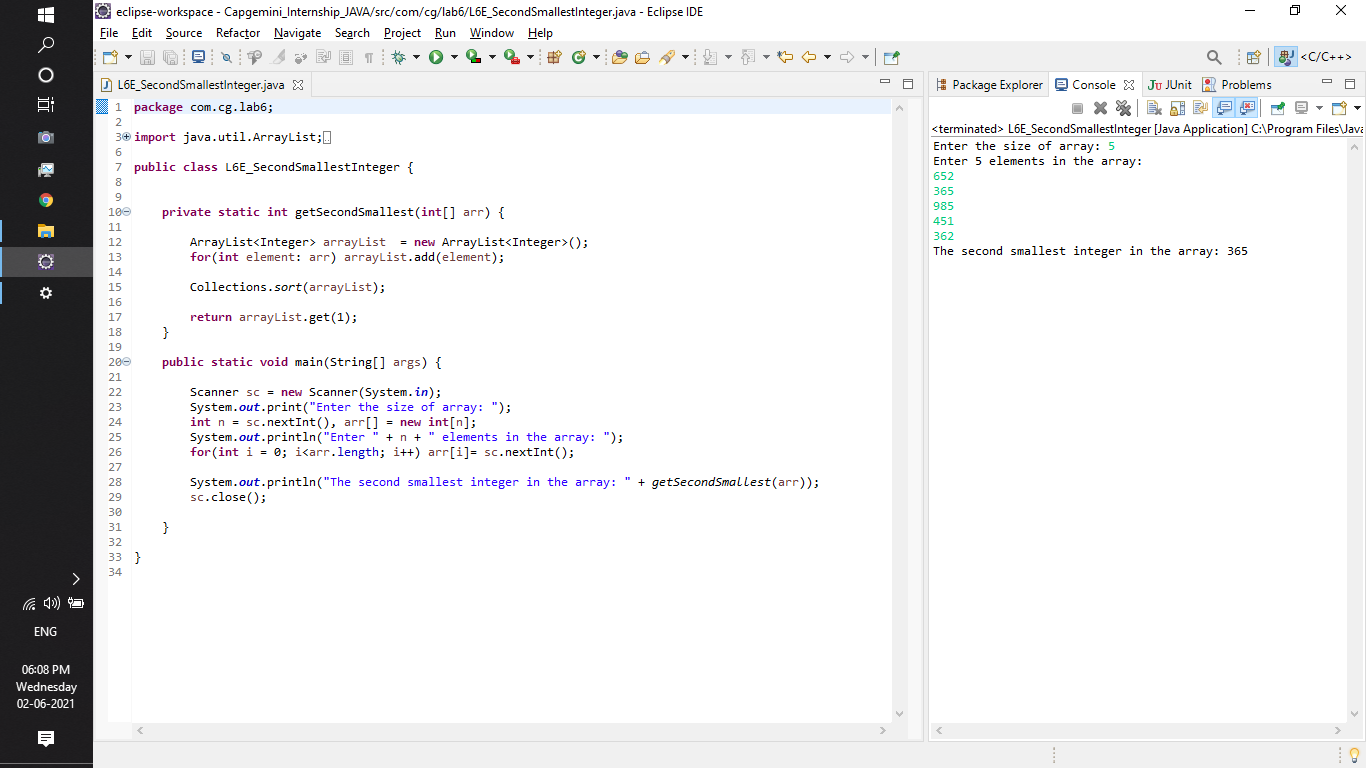 eclipse-workspace - Capgemini_Internship_JAVA/src/com/cg/lab6/L6E_SecondSmallestInteger.java - Eclipse IDE
File Edit Source Refactor Navigate Search Project Run Window Help
<C/C++>
L6E_SecondSmallestInteger.java
1 package com.cg.lab6;
2
3 import java.util.ArrayList;
6
7 public class L6E_SecondSmallestInteger {
8
9
10 private static int getSecondSmallest(int[] arr) {
11
12 ArrayList<Integer> arrayList  = new ArrayList<Integer>();
13 for(int element: arr) arrayList.add(element);
14
15 Collections.sort(arrayList);
16
17 return arrayList.get(1);
18 }
19
20 public static void main(String[] args) {
21
22 Scanner sc = new Scanner(System.in);
23 System.out.print("Enter the size of array: ");
24 int n = sc.nextInt(), arr[] = new int[n];
25 System.out.println("Enter " + n + " elements in the array: ");
26 for(int i = 0; i<arr.length; i++) arr[i]= sc.nextInt();
27
28 System.out.println("The second smallest integer in the array: " + getSecondSmallest(arr));
29 sc.close();
30
31 }
32
33 }
34
Package Explorer Console JUnit Problems
<terminated> L6E_SecondSmallestInteger [Java Application] C:\Program Files\Java
Enter the size of array: 5
Enter 5 elements in the array:
652
365
985
451
362
The second smallest integer in the array: 365
ENG
06:08 PM
Wednesday
02-06-2021